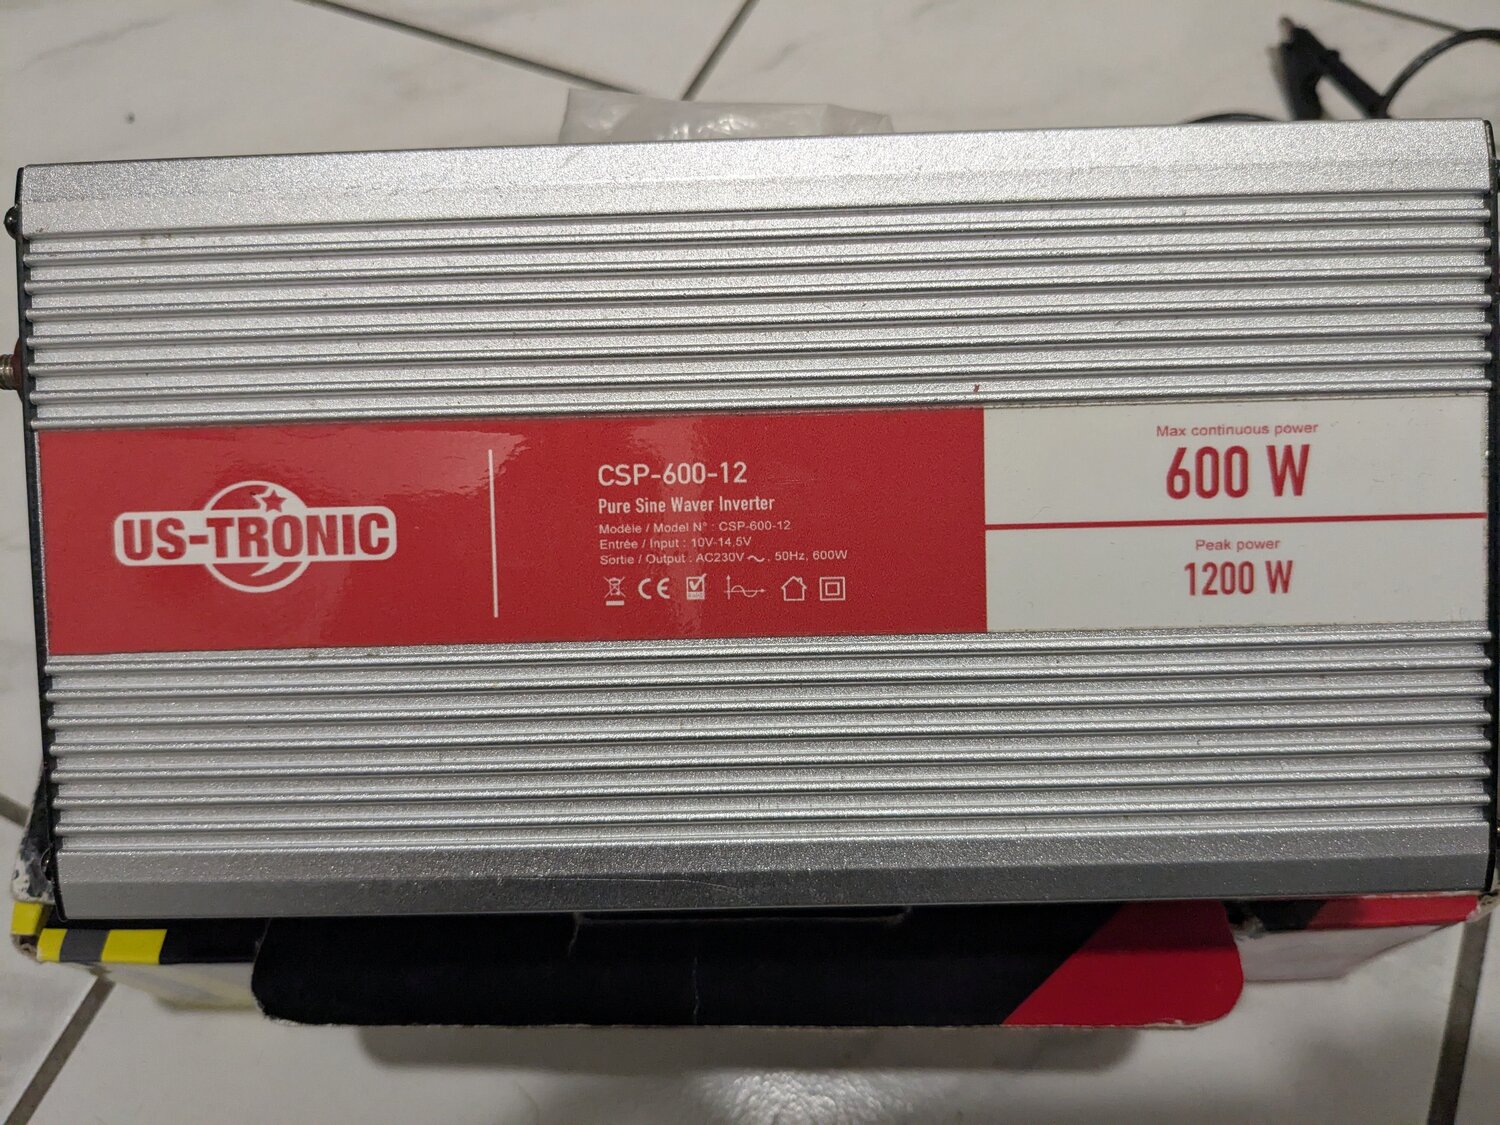 US-TRONIC
CSP-600-12
Pure Sine Waver Inverter
Modèle / Model N° : CSP-600-12
Entrée / Input : 10V-14,5V
Sortie / Output : AC230V ～ , 50Hz, 600W
CE
Max continuous power
600 W
Peak power
1200 W